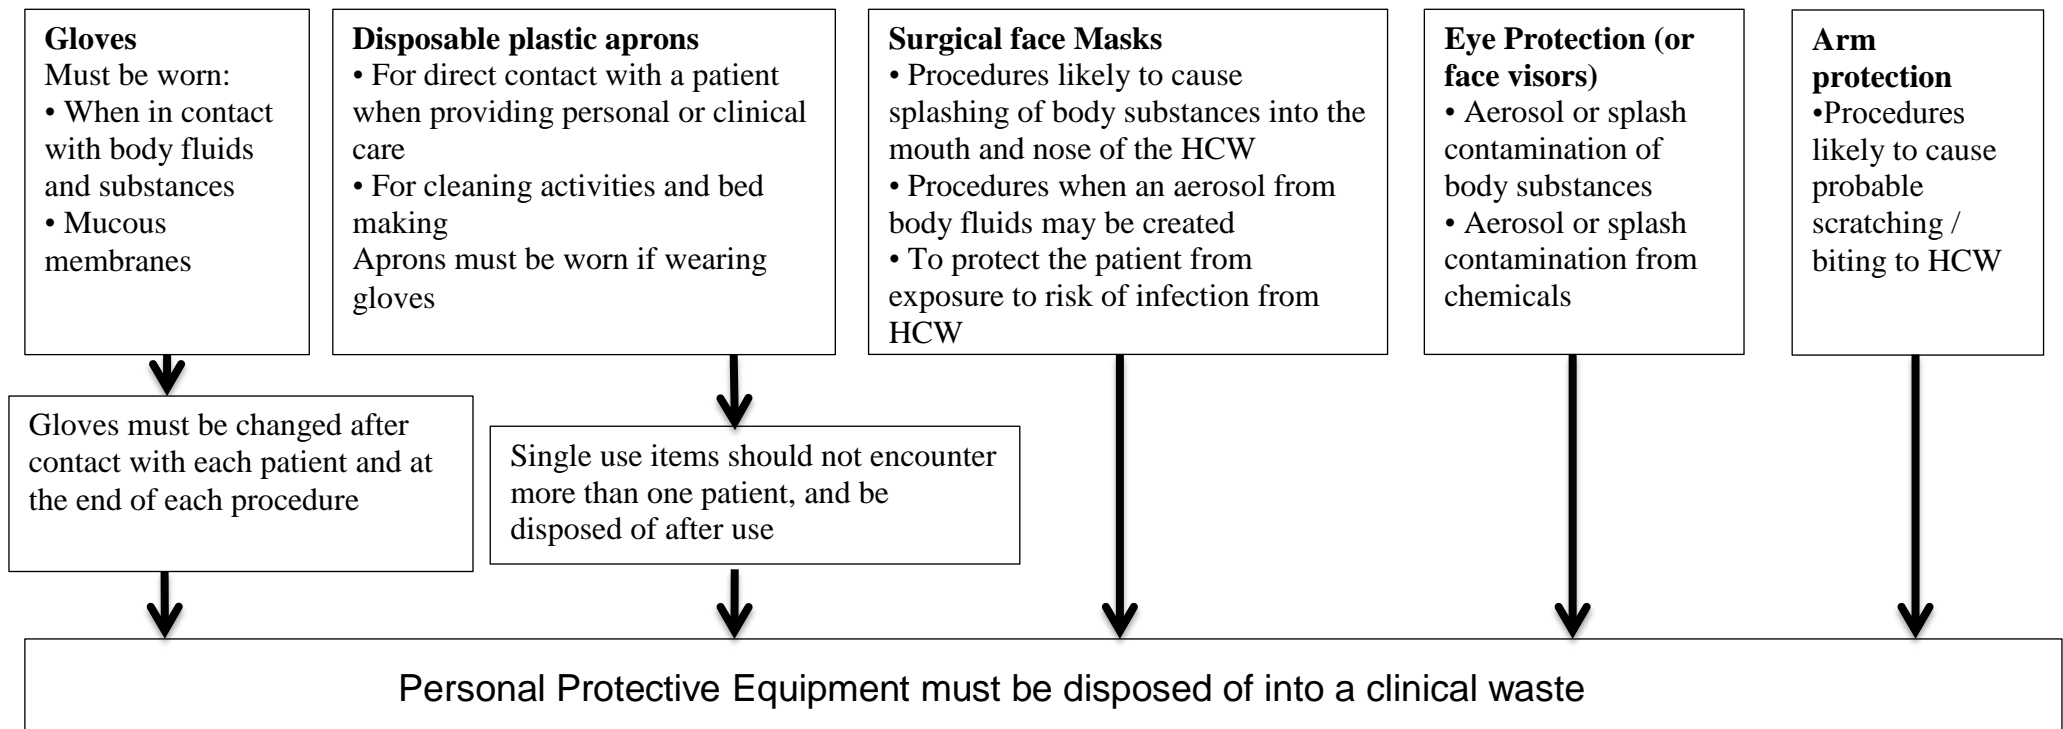 Gloves
Must be worn:
• When in contact
with body fluids
and substances
• Mucous
membranes
Disposable plastic aprons
• For direct contact with a patient
when providing personal or clinical
care
• For cleaning activities and bed
making
Aprons must be worn if wearing
gloves
Surgical face Masks
• Procedures likely to cause
splashing of body substances into the
mouth and nose of the HCW
• Procedures when an aerosol from
body fluids may be created
• To protect the patient from
exposure to risk of infection from
HCW
Eye Protection (or
face visors)
• Aerosol or splash
contamination of
body substances
• Aerosol or splash
contamination from
chemicals
Arm
protection
•Procedures
likely to cause
probable
scratching /
biting to HCW
Gloves must be changed after
contact with each patient and at
the end of each procedure
Single use items should not encounter
more than one patient, and be
disposed of after use
Personal Protective Equipment must be disposed of into a clinical waste